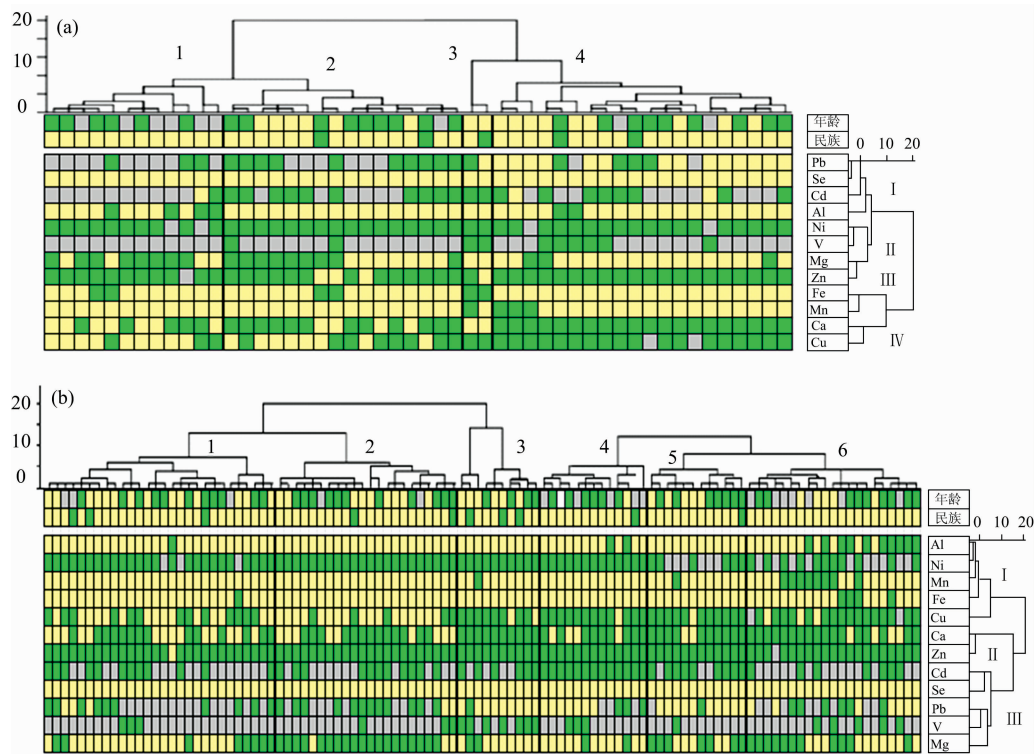 (a)
20
10
0
1
2
3
4
年龄
民族
0 10 20
Pb
Se
Cd
Al
Ni
V
Mg
Zn
Fe
Mn
Ca
Cu
I
II
III
IV
(b)
20
10
0
1
2
3
4
5
6
年龄
民族
0 10 20
Al
Ni
Mn
Fe
Cu
Ca
Zn
Cd
Se
Pb
V
Mg
I
II
III